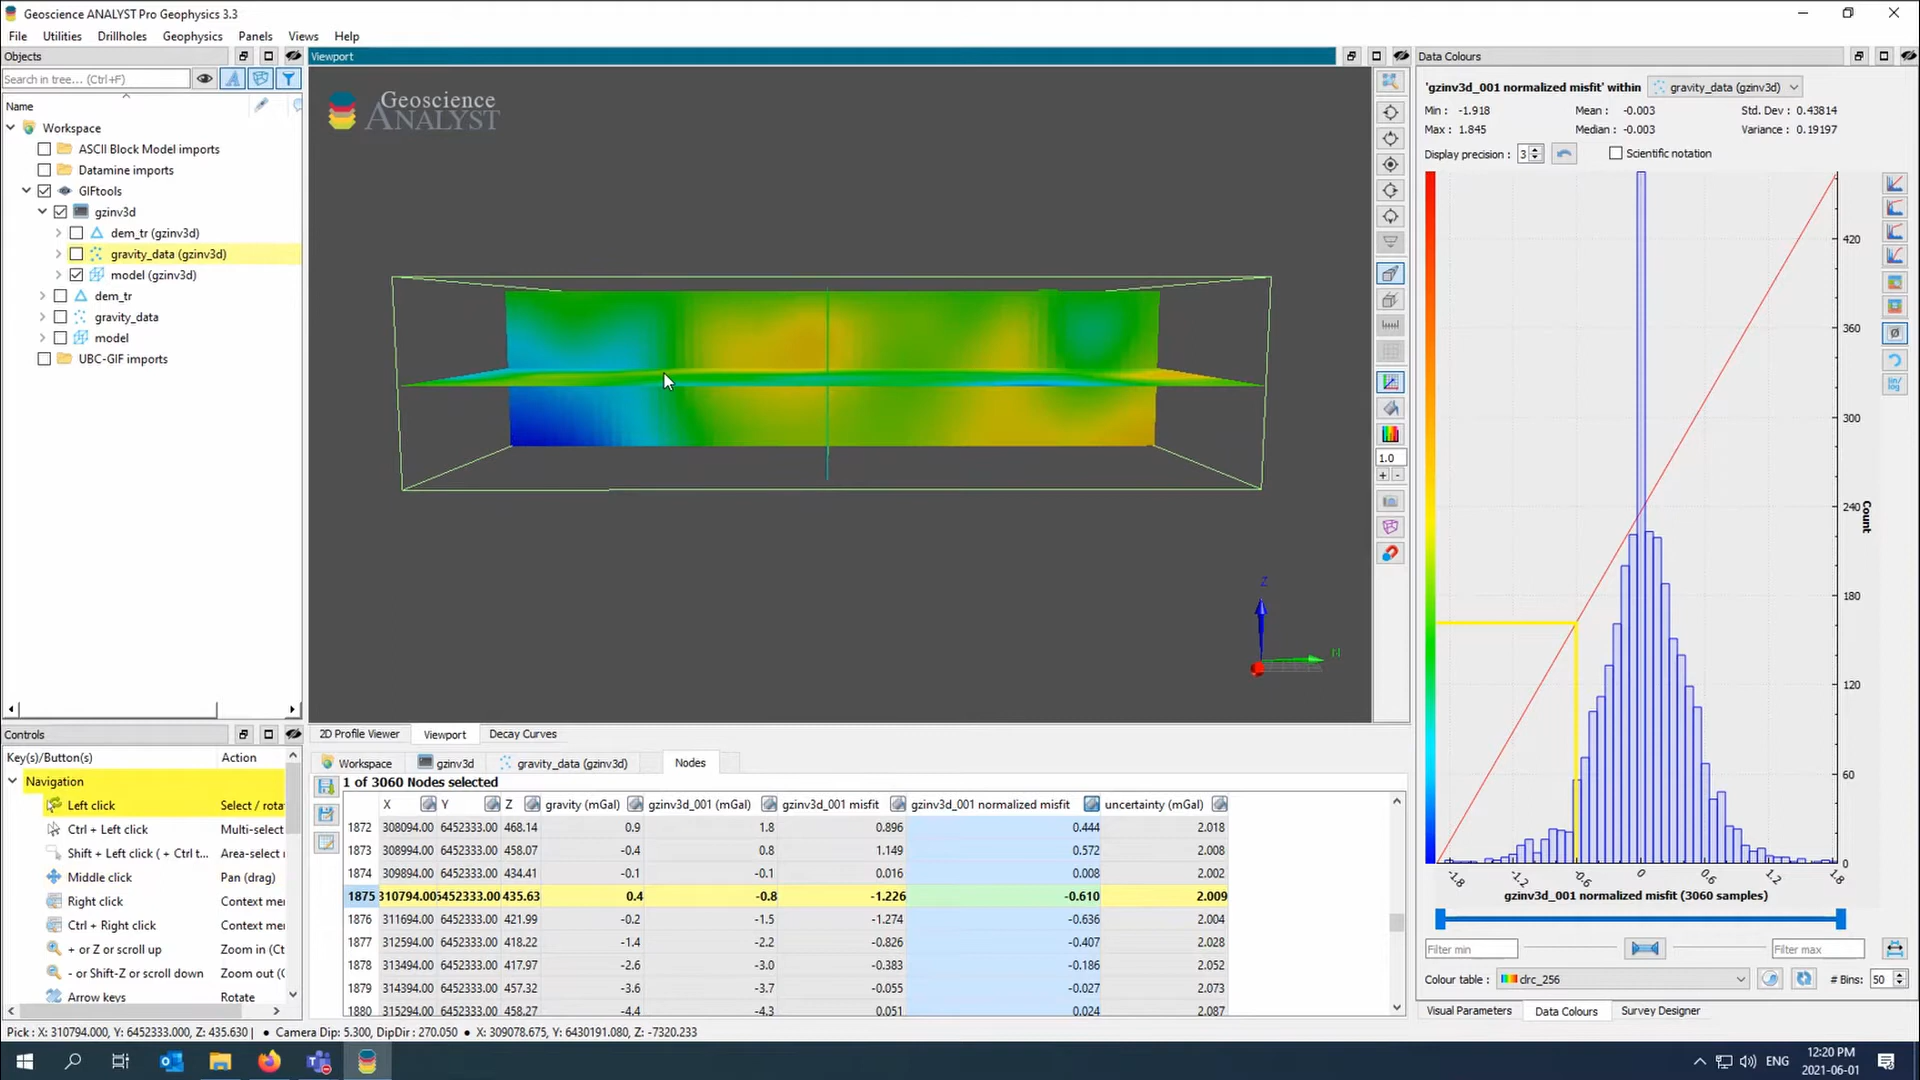 Geoscience ANALYST Pro Geophysics 3.3
File Utilities Drillholes Geophysics Panels Views Help
Objects
Search in tree... (Ctrl+F)
Name
Workspace
ASCII Block Model imports
Datamine imports
GIFtools
gzinv3d
dem_tr (gzinv3d)
gravity_data (gzinv3d)
model (gzinv3d)
dem_tr
gravity_data
model
UBC-GIF imports
Controls
Key(s)/Button(s) Action
Navigation
Left click Select / rota
Ctrl + Left click Multi-select
Shift + Left click ( + Ctrl t... Area-select
Middle click Pan (drag)
Right click Context me
Ctrl + Right click Context me
+ or Z or scroll up Zoom in (Ct
- or Shift-Z or scroll down Zoom out (C
Arrow keys Rotate
Viewport
Geoscience
ANALYST
Z
N
1.0
+ -
2D Profile Viewer Viewport Decay Curves
Workspace gzinv3d gravity_data (gzinv3d) Nodes
1 of 3060 Nodes selected
X Y Z gravity (mGal) gzinv3d_001 (mGal) gzinv3d_001 misfit gzinv3d_001 normalized misfit uncertainty (mGal)
1872 308094.00 6452333.00 468.14 0.9 1.8 0.896 0.444 2.018
1873 308994.00 6452333.00 458.07 -0.4 0.8 1.149 0.572 2.008
1874 309894.00 6452333.00 434.41 -0.1 -0.1 0.016 0.008 2.002
1875 310794.00 6452333.00 435.63 0.4 -0.8 -1.226 -0.610 2.009
1876 311694.00 6452333.00 421.99 -0.2 -1.5 -1.274 -0.636 2.004
1877 312594.00 6452333.00 418.22 -1.4 -2.2 -0.826 -0.407 2.028
1878 313494.00 6452333.00 417.97 -2.6 -3.0 -0.383 -0.186 2.052
1879 314394.00 6452333.00 457.32 -3.6 -3.7 -0.055 -0.027 2.073
1880 315294.00 6452333.00 458.27 -4.4 -4.3 0.051 0.024 2.087
Data Colours
'gzinv3d_001 normalized misfit' within gravity_data (gzinv3d)
Min : -1.918 Mean : -0.003 Std. Dev : 0.43814
Max : 1.845 Median : -0.003 Variance : 0.19197
Display precision : 3 Scientific notation
420
360
300
240
180
120
60
0
Count
-1.8 -1.2 -0.6 0 0.6 1.2 1.8
gzinv3d_001 normalized misfit (3060 samples)
lin/
log
Filter min Filter max
Colour table : clrc_256 # Bins: 50
Visual Parameters Data Colours Survey Designer
Pick : X: 310794.000, Y: 6452333.000, Z: 435.630 | ● Camera Dip: 5.300, DipDir : 270.050 ● X: 309078.675, Y: 6430191.080, Z: -7320.233
ENG
12:20 PM
2021-06-01